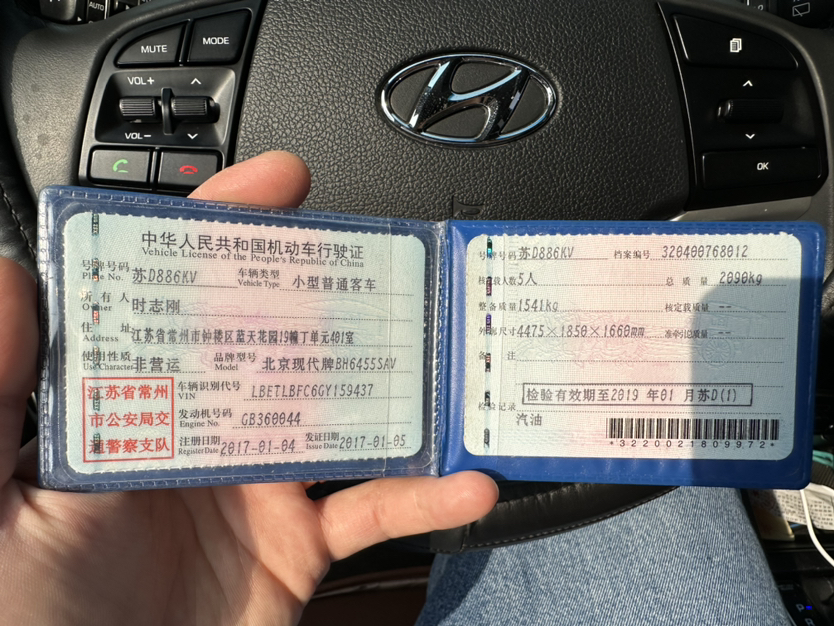 AUTO
MUTE
MODE
VOL+
VOL−
OK
中华人民共和国机动车行驶证
Vehicle License of the People's Republic of China
号牌号码 苏D886KV 车辆类型 小型普通客车
Plate No. Vehicle Type
所有人 时志刚
Owner
住址 江苏省常州市钟楼区蓝天花园19幢丁单元401室
Address
使用性质 非营运 品牌型号 北京现代牌BH6455SAV
Use Character Model
江苏省常州
市公安局交
通警察支队
车辆识别代号 LBETLBFC6GY159437
VIN
发动机号码 GB360044
Engine No.
注册日期 2017-01-04 发证日期 2017-01-05
Register Date Issue Date
号牌号码 苏D886KV 档案编号 320400768012
核定载人数 5人 总质量 2090kg
整备质量 1541kg 核定载质量 --
外廓尺寸 4475×1850×1660mm 准牵引总质量 --
备注
检验有效期至2019 年01 月苏D(1)
检验记录
汽油
*3220021809972*